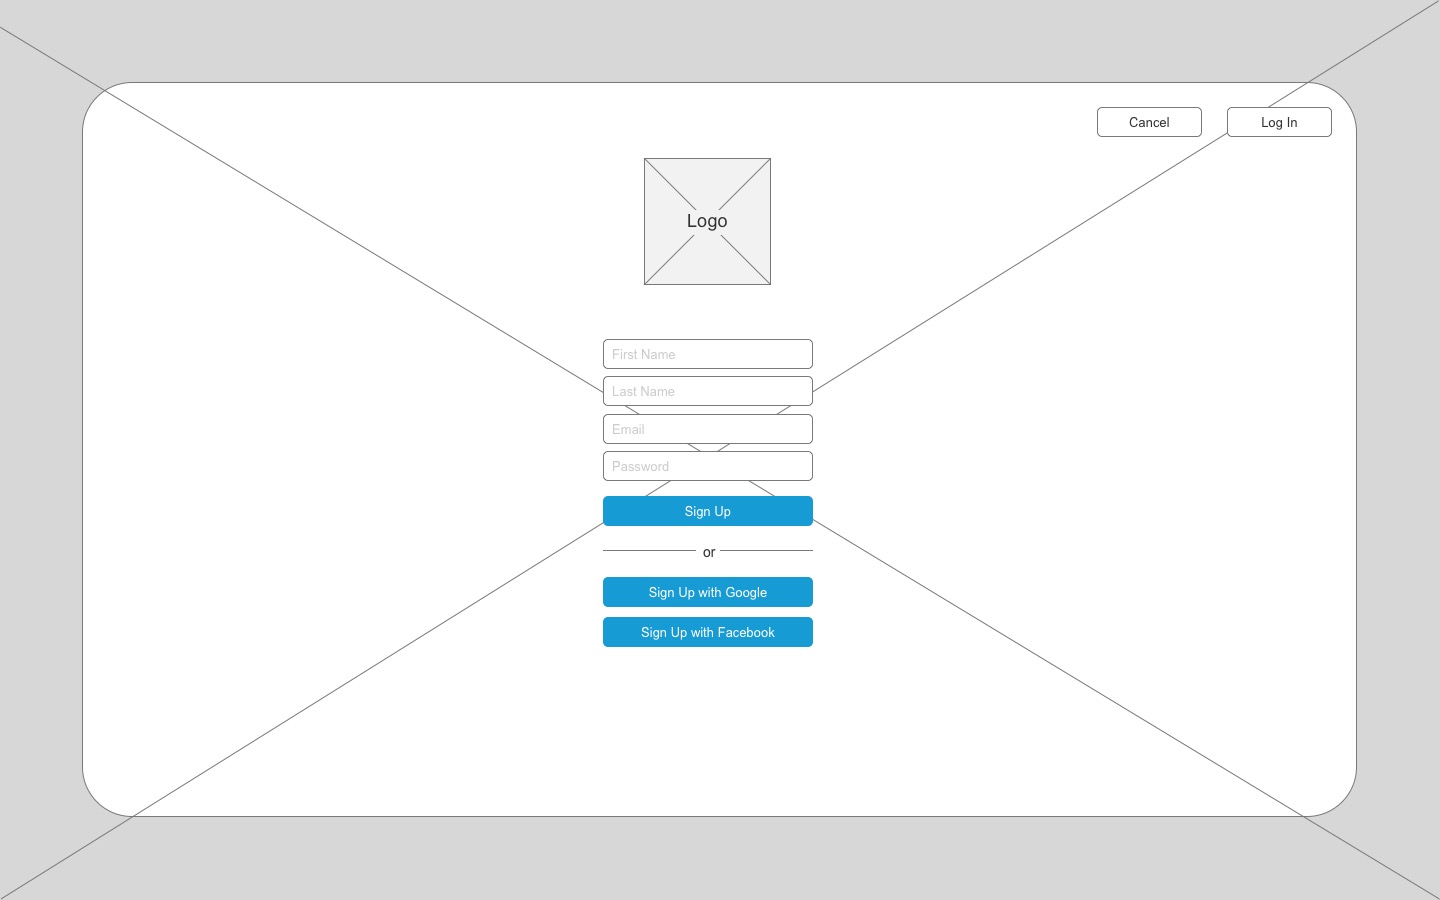 Cancel
Log In
Logo
First Name
Last Name
Email
Password
Sign Up
or
Sign Up with Google
Sign Up with Facebook